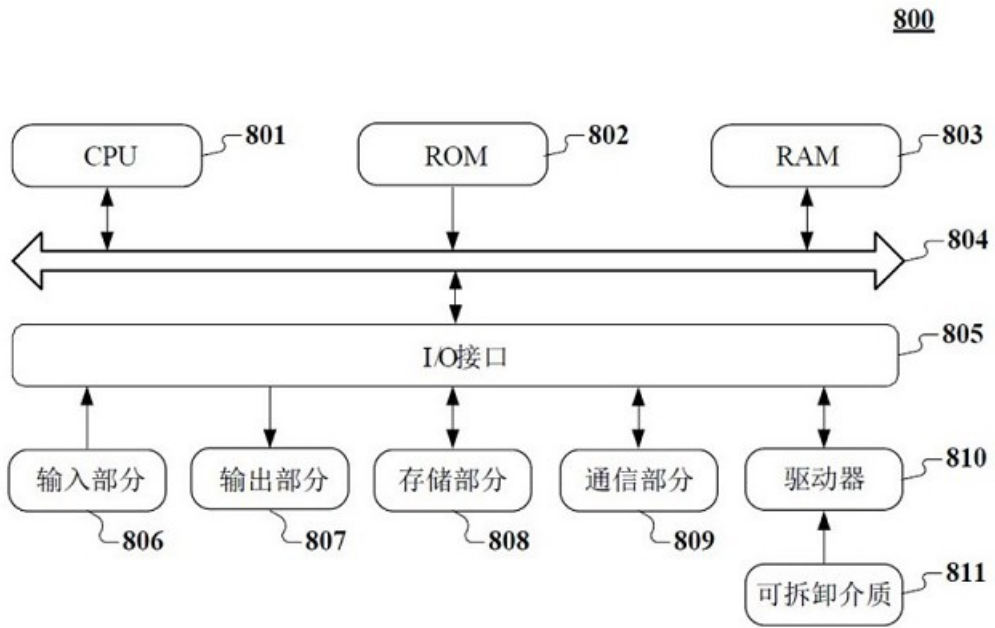 800
CPU
801
ROM
802
RAM
803
804
I/O接口
805
输入部分
输出部分
存储部分
通信部分
驱动器
810
806
807
808
809
可拆卸介质
811